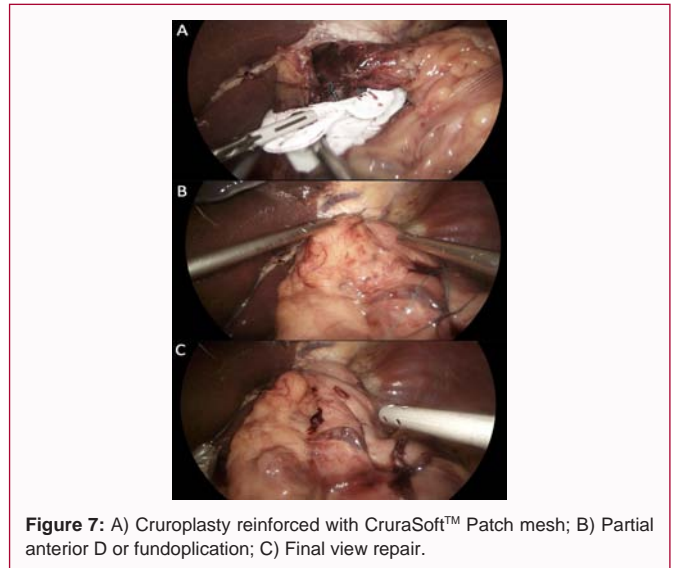 A
B
C
Figure 7: A) Cruroplasty reinforced with CruraSoft™ Patch mesh; B) Partial
anterior D or fundoplication; C) Final view repair.